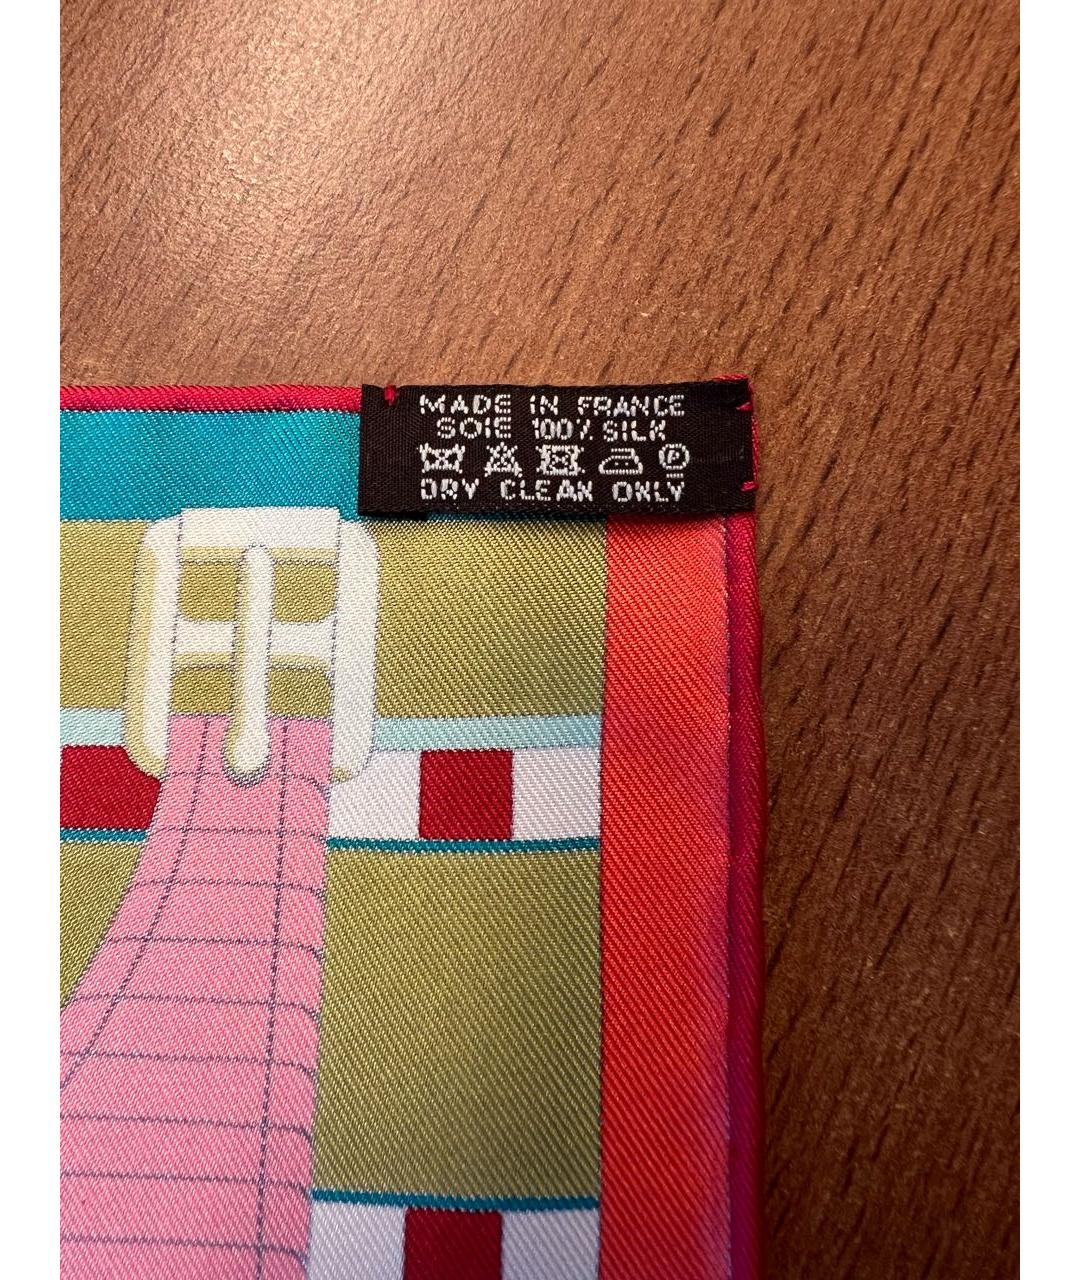 MADE IN FRANCE
SOIE 100% SILK
P
DRY CLEAN ONLY